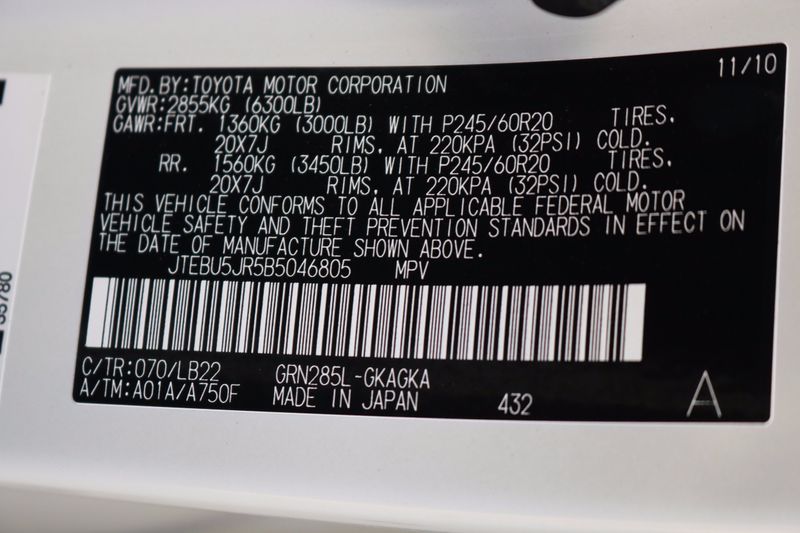 11/10
MFD. BY: TOYOTA MOTOR CORPORATION
GVWR: 2855KG (6300LB)
GAWR: FRT. 1360KG (3000LB) WITH P245/60R20 TIRES.
20X7J RIMS, AT 220KPA (32PSI) COLD.
RR. 1560KG (3450LB) WITH P245/60R20 TIRES.
20X7J RIMS, AT 220KPA (32PSI) COLD.
THIS VEHICLE CONFORMS TO ALL APPLICABLE FEDERAL MOTOR
VEHICLE SAFETY AND THEFT PREVENTION STANDARDS IN EFFECT ON
THE DATE OF MANUFACTURE SHOWN ABOVE.
JTEBU5JR5B5046805 MPV
C/TR: 070/LB22 GRN285L-GKAGKA
A/TM: A01A/A750F MADE IN JAPAN 432 A